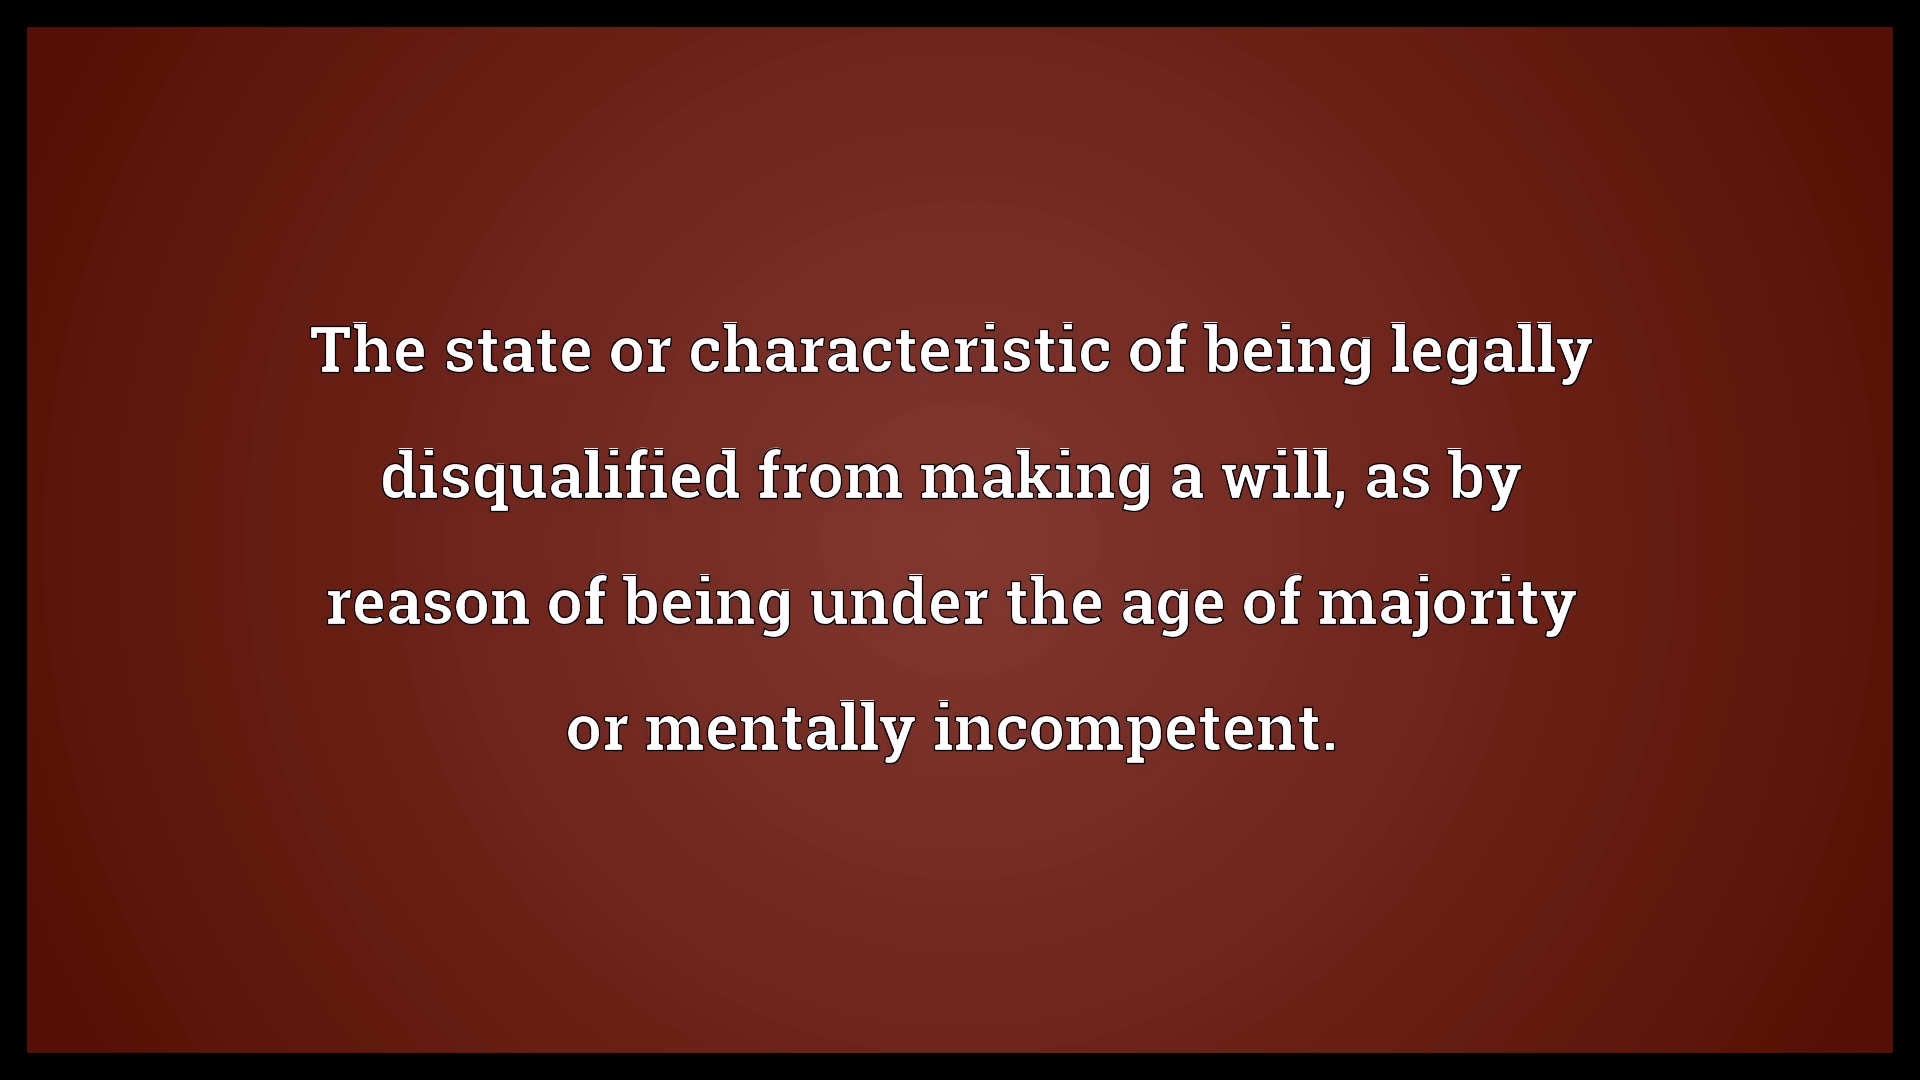 The state or characteristic of being legally
disqualified from making a will, as by
reason of being under the age of majority
or mentally incompetent.